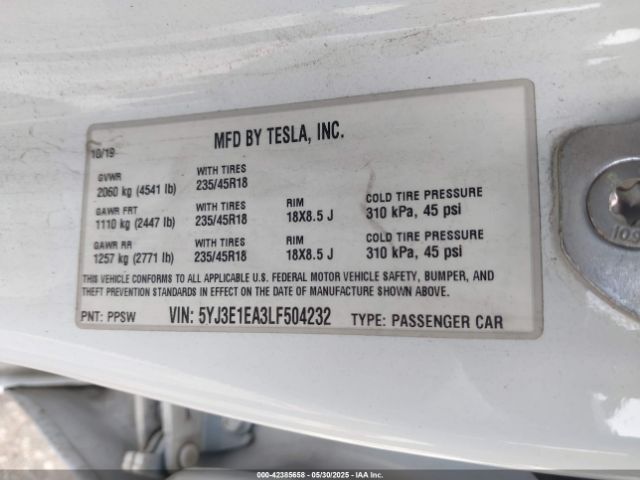 MFD BY TESLA, INC.
10/19
GVWR WITH TIRES
2060 kg (4541 lb) 235/45R18
GAWR FRT WITH TIRES RIM COLD TIRE PRESSURE
1110 kg (2447 lb) 235/45R18 18X8.5 J 310 kPa, 45 psi
GAWR RR WITH TIRES RIM COLD TIRE PRESSURE
1257 kg (2771 lb) 235/45R18 18X8.5 J 310 kPa, 45 psi
THIS VEHICLE CONFORMS TO ALL APPLICABLE U.S. FEDERAL MOTOR VEHICLE SAFETY, BUMPER, AND
THEFT PREVENTION STANDARDS IN EFFECT ON THE DATE OF MANUFACTURE SHOWN ABOVE.
PNT: PPSW VIN: 5YJ3E1EA3LF504232 TYPE: PASSENGER CAR
000-42385658 - 05/30/2025 - IAA Inc.